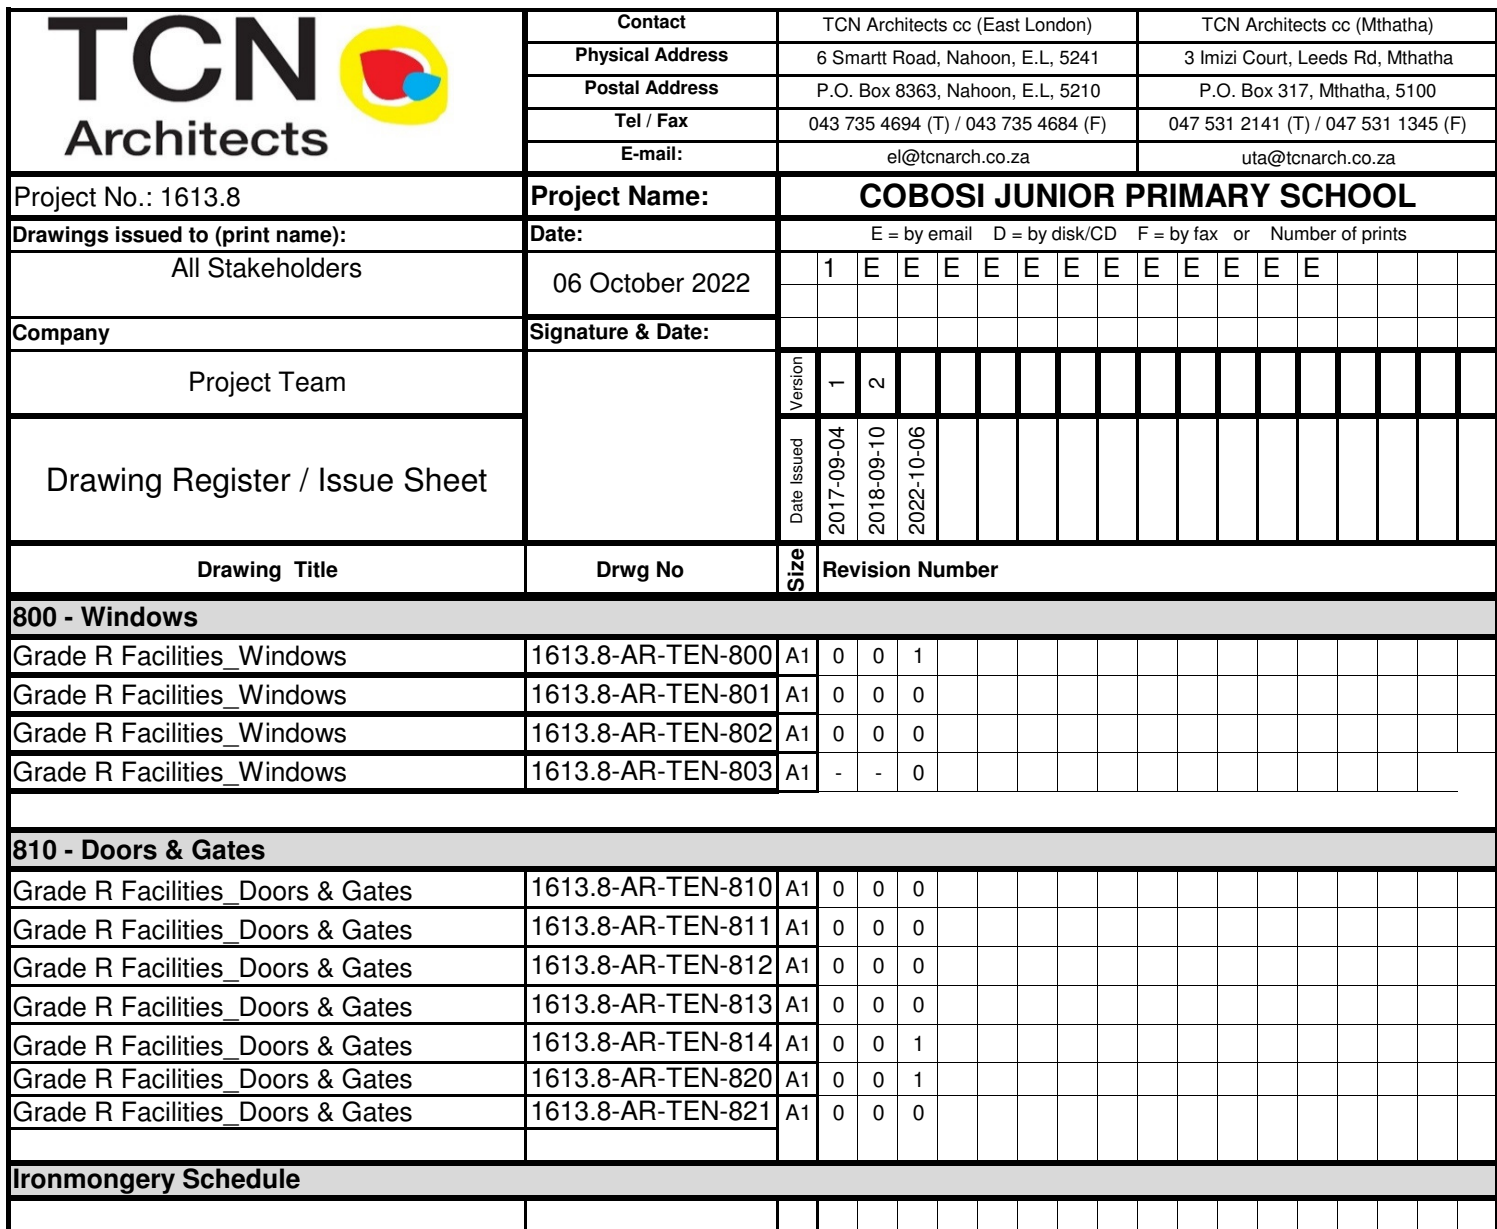 TCN
Architects
Contact TCN Architects cc (East London) TCN Architects cc (Mthatha)
Physical Address 6 Smartt Road, Nahoon, E.L, 5241 3 Imizi Court, Leeds Rd, Mthatha
Postal Address P.O. Box 8363, Nahoon, E.L, 5210 P.O. Box 317, Mthatha, 5100
Tel / Fax 043 735 4694 (T) / 043 735 4684 (F) 047 531 2141 (T) / 047 531 1345 (F)
E-mail: el@tcnarch.co.za uta@tcnarch.co.za
Project No.: 1613.8 Project Name: COBOSI JUNIOR PRIMARY SCHOOL
Drawings issued to (print name): Date: E = by email D = by disk/CD F = by fax or Number of prints
All Stakeholders 06 October 2022 1 E E E E E E E E E E E E
Company Signature & Date:
Project Team Version 1 2
Drawing Register / Issue Sheet Date Issued 2017-09-04 2018-09-10 2022-10-06
Drawing Title Drwg No Size Revision Number
800 - Windows
Grade R Facilities_Windows 1613.8-AR-TEN-800 A1 0 0 1
Grade R Facilities_Windows 1613.8-AR-TEN-801 A1 0 0 0
Grade R Facilities_Windows 1613.8-AR-TEN-802 A1 0 0 0
Grade R Facilities_Windows 1613.8-AR-TEN-803 A1 - - 0
810 - Doors & Gates
Grade R Facilities_Doors & Gates 1613.8-AR-TEN-810 A1 0 0 0
Grade R Facilities_Doors & Gates 1613.8-AR-TEN-811 A1 0 0 0
Grade R Facilities_Doors & Gates 1613.8-AR-TEN-812 A1 0 0 0
Grade R Facilities_Doors & Gates 1613.8-AR-TEN-813 A1 0 0 0
Grade R Facilities_Doors & Gates 1613.8-AR-TEN-814 A1 0 0 1
Grade R Facilities_Doors & Gates 1613.8-AR-TEN-820 A1 0 0 1
Grade R Facilities_Doors & Gates 1613.8-AR-TEN-821 A1 0 0 0
Ironmongery Schedule